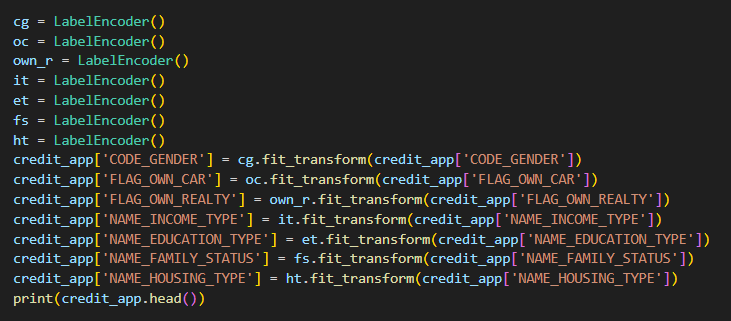 cg = LabelEncoder()
oc = LabelEncoder()
own_r = LabelEncoder()
it = LabelEncoder()
et = LabelEncoder()
fs = LabelEncoder()
ht = LabelEncoder()
credit_app['CODE_GENDER'] = cg.fit_transform(credit_app['CODE_GENDER'])
credit_app['FLAG_OWN_CAR'] = oc.fit_transform(credit_app['FLAG_OWN_CAR'])
credit_app['FLAG_OWN_REALTY'] = own_r.fit_transform(credit_app['FLAG_OWN_REALTY'])
credit_app['NAME_INCOME_TYPE'] = it.fit_transform(credit_app['NAME_INCOME_TYPE'])
credit_app['NAME_EDUCATION_TYPE'] = et.fit_transform(credit_app['NAME_EDUCATION_TYPE'])
credit_app['NAME_FAMILY_STATUS'] = fs.fit_transform(credit_app['NAME_FAMILY_STATUS'])
credit_app['NAME_HOUSING_TYPE'] = ht.fit_transform(credit_app['NAME_HOUSING_TYPE'])
print(credit_app.head())